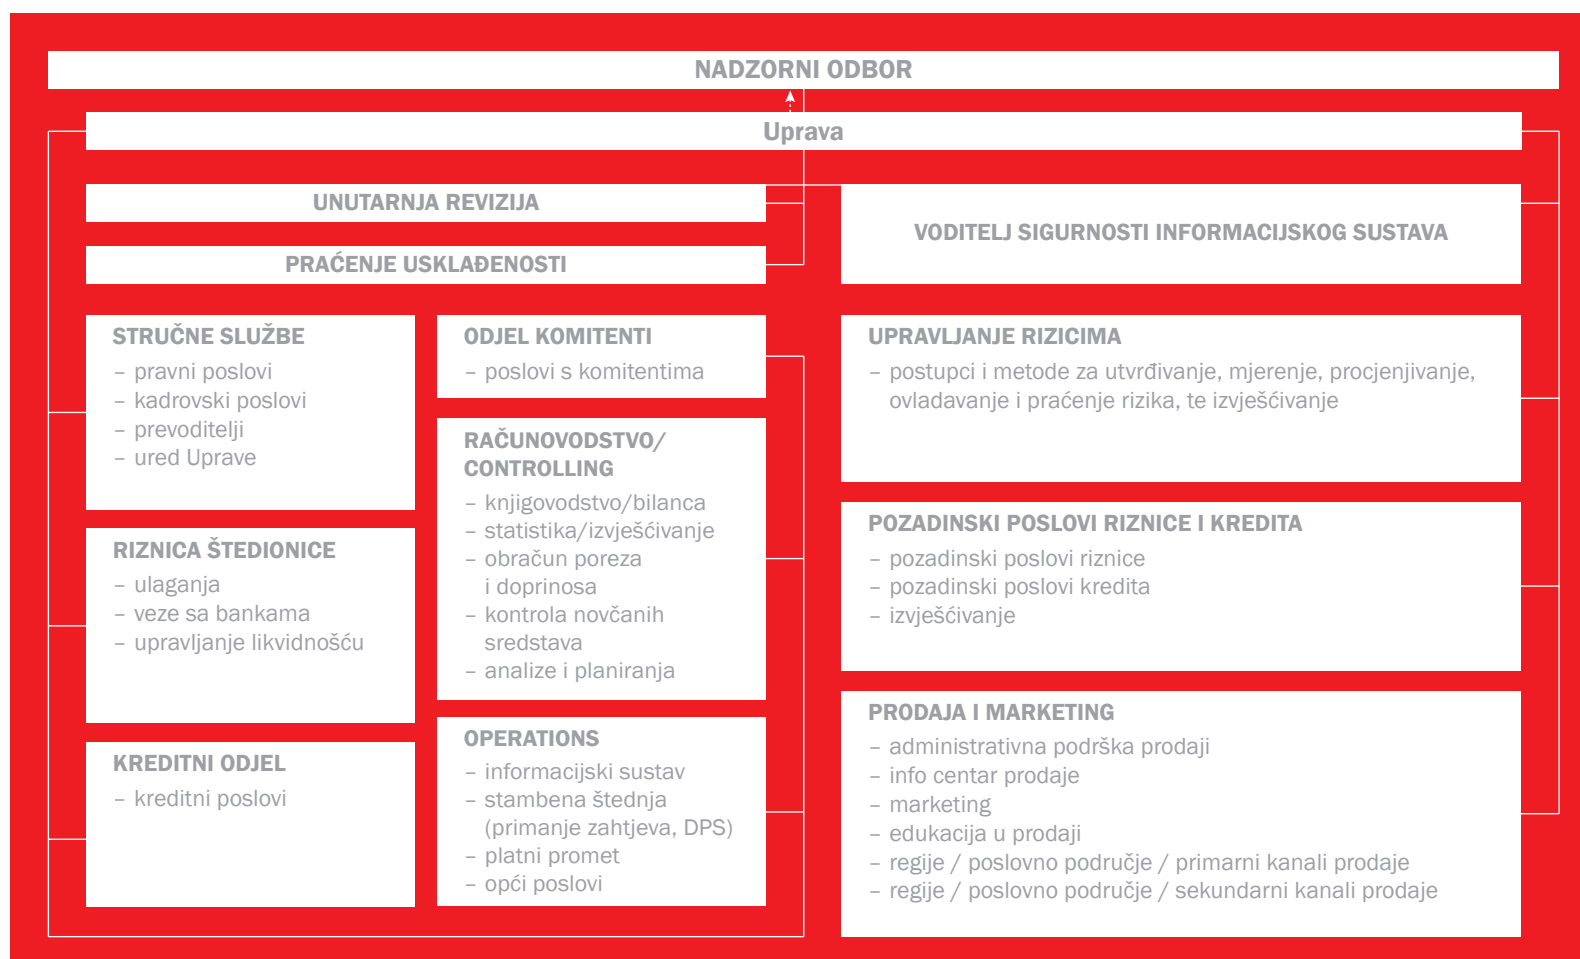 NADZORNI ODBOR
Uprava
UNUTARNJA REVIZIJA
PRAĆENJE USKLAĐENOSTI
VODITELJ SIGURNOSTI INFORMACIJSKOG SUSTAVA
STRUČNE SLUŽBE
– pravni poslovi
– kadrovski poslovi
– prevoditelji
– ured Uprave
RIZNICA ŠTEDIONICE
– ulaganja
– veze sa bankama
– upravljanje likvidnošću
KREDITNI ODJEL
– kreditni poslovi
ODJEL KOMITENTI
– poslovi s komitentima
RAČUNOVODSTVO/
CONTROLLING
– knjigovodstvo/bilanca
– statistika/izvješćivanje
– obračun poreza
i doprinosa
– kontrola novčanih
sredstava
– analize i planiranja
OPERATIONS
– informacijski sustav
– stambena štednja
(primanje zahtjeva, DPS)
– platni promet
– opći poslovi
UPRAVLJANJE RIZICIMA
– postupci i metode za utvrđivanje, mjerenje, procjenjivanje,
ovladavanje i praćenje rizika, te izvješćivanje
POZADINSKI POSLOVI RIZNICE I KREDITA
– pozadinski poslovi riznice
– pozadinski poslovi kredita
– izvješćivanje
PRODAJA I MARKETING
– administrativna podrška prodaji
– info centar prodaje
– marketing
– edukacija u prodaji
– regije / poslovno područje / primarni kanali prodaje
– regije / poslovno područje / sekundarni kanali prodaje